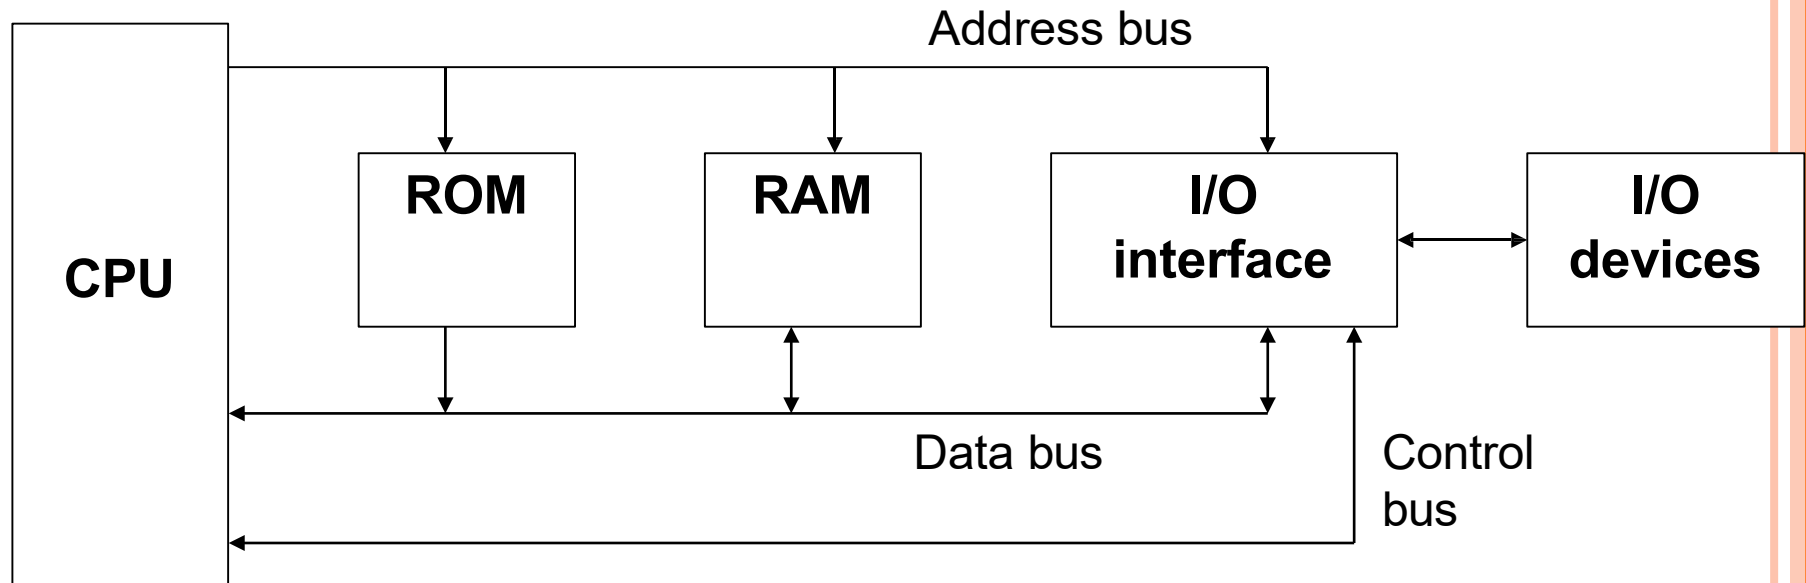 Address bus
ROM
RAM
I/O
interface
I/O
devices
CPU
Data bus
Control
bus